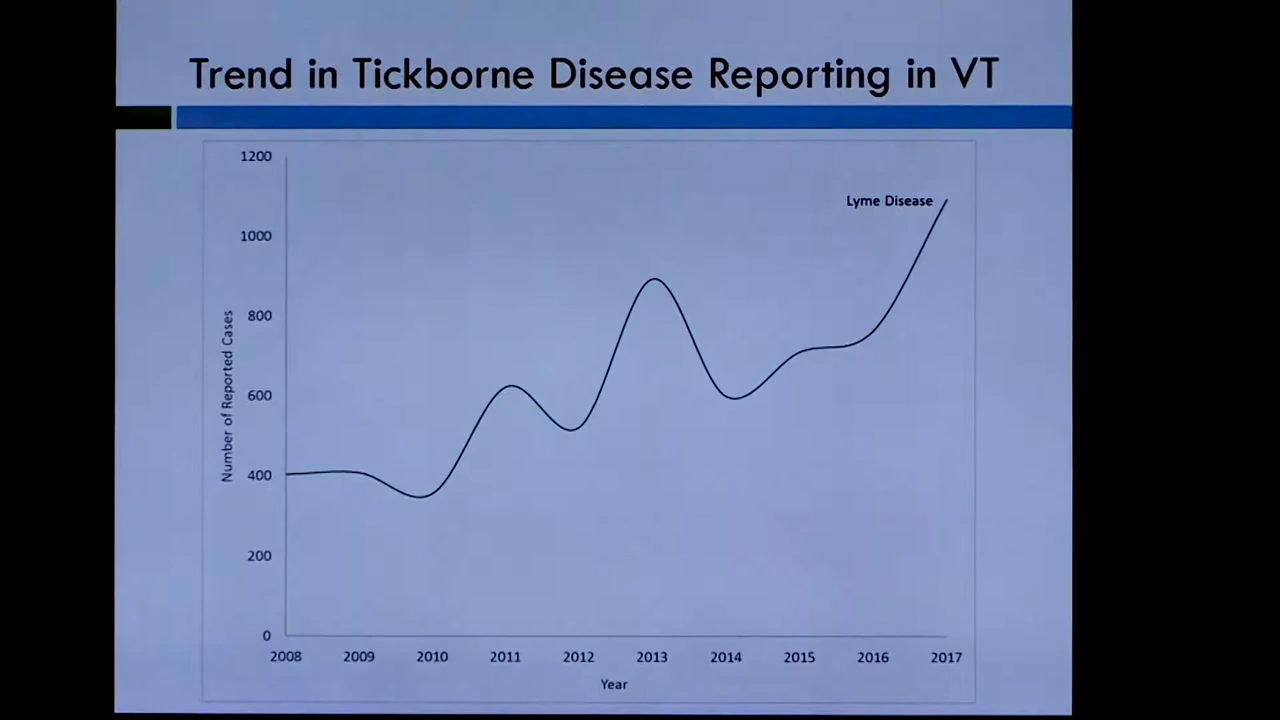 Trend in Tickborne Disease Reporting in VT
1200
Lyme Disease
1000
800
600
400
200
0
Number of Reported Cases
2008 2009 2010 2011 2012 2013 2014 2015 2016 2017
Year